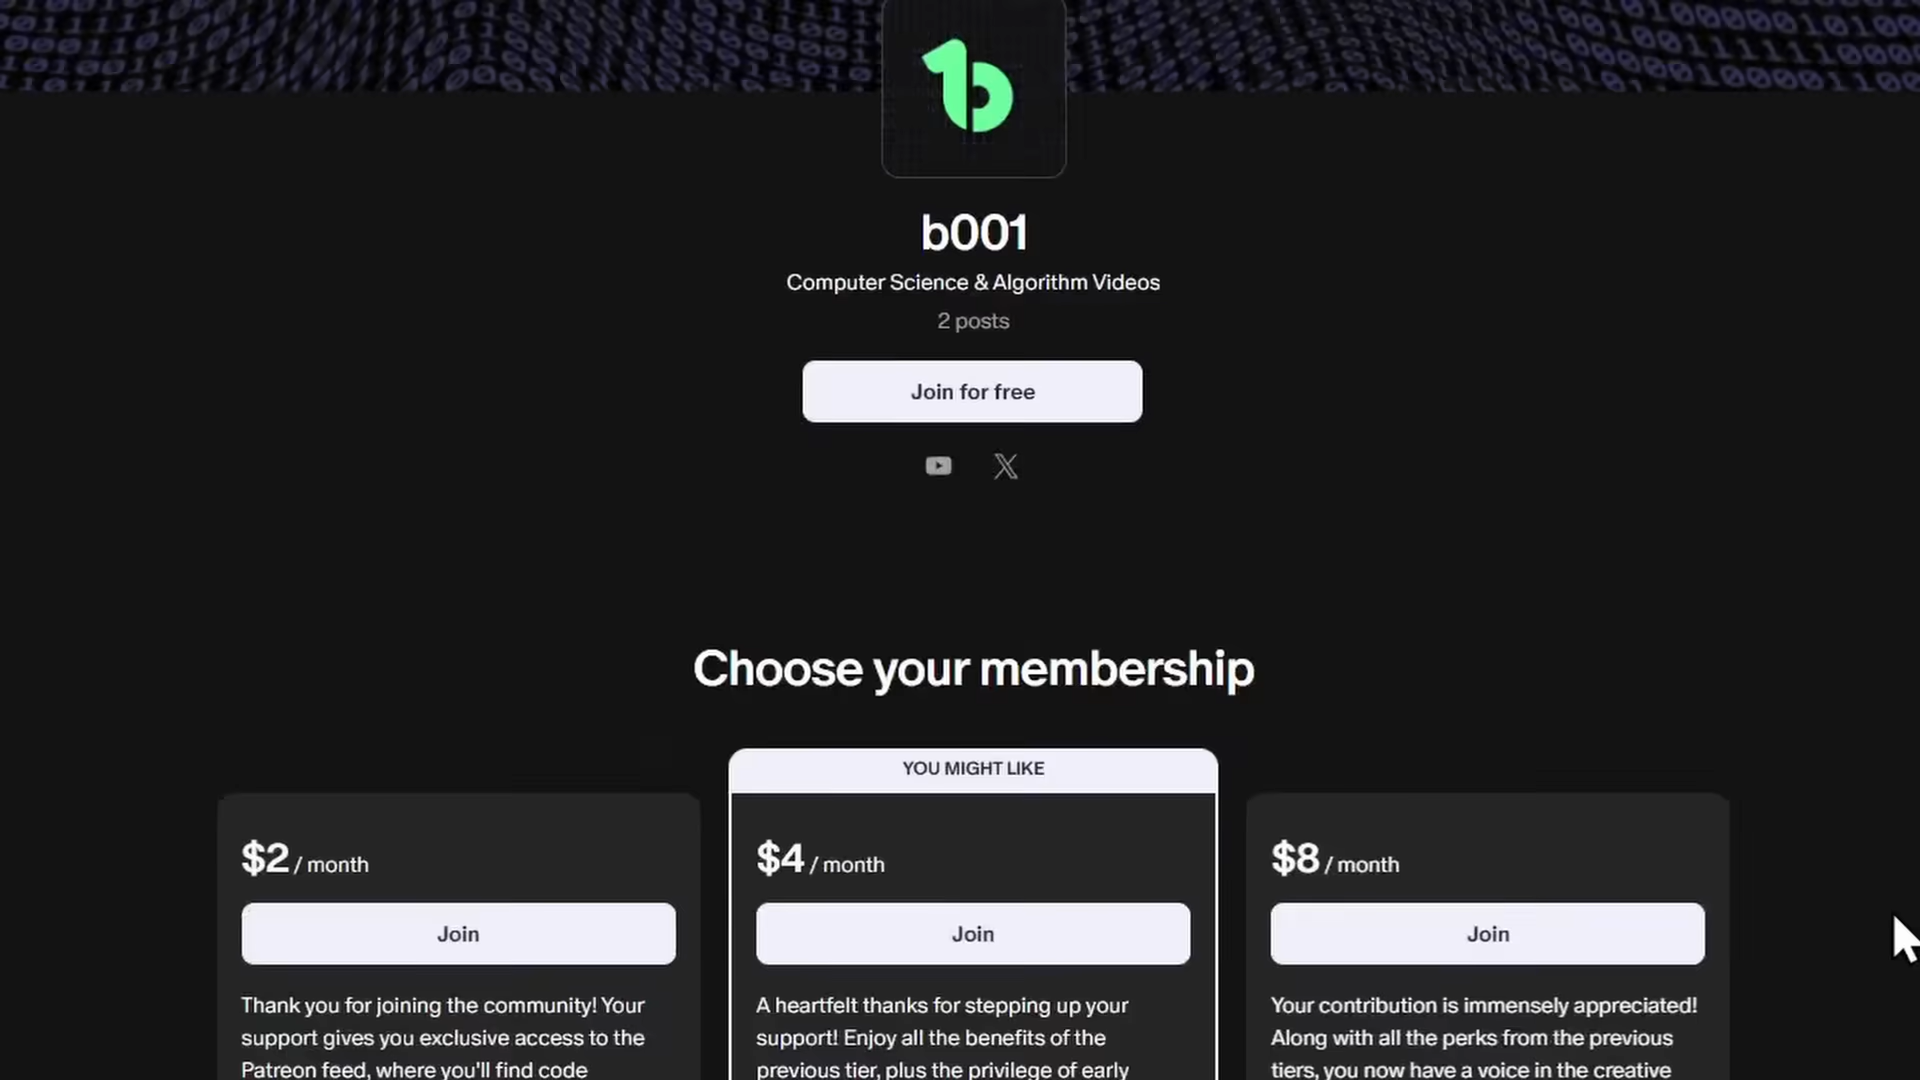 b001
Computer Science & Algorithm Videos
2 posts
Join for free
Choose your membership
YOU MIGHT LIKE
$2 / month
Join
Thank you for joining the community! Your
support gives you exclusive access to the
Patreon feed, where you'll find code
$4 / month
Join
A heartfelt thanks for stepping up your
support! Enjoy all the benefits of the
previous tier, plus the privilege of early
$8 / month
Join
Your contribution is immensely appreciated!
Along with all the perks from the previous
tiers, you now have a voice in the creative